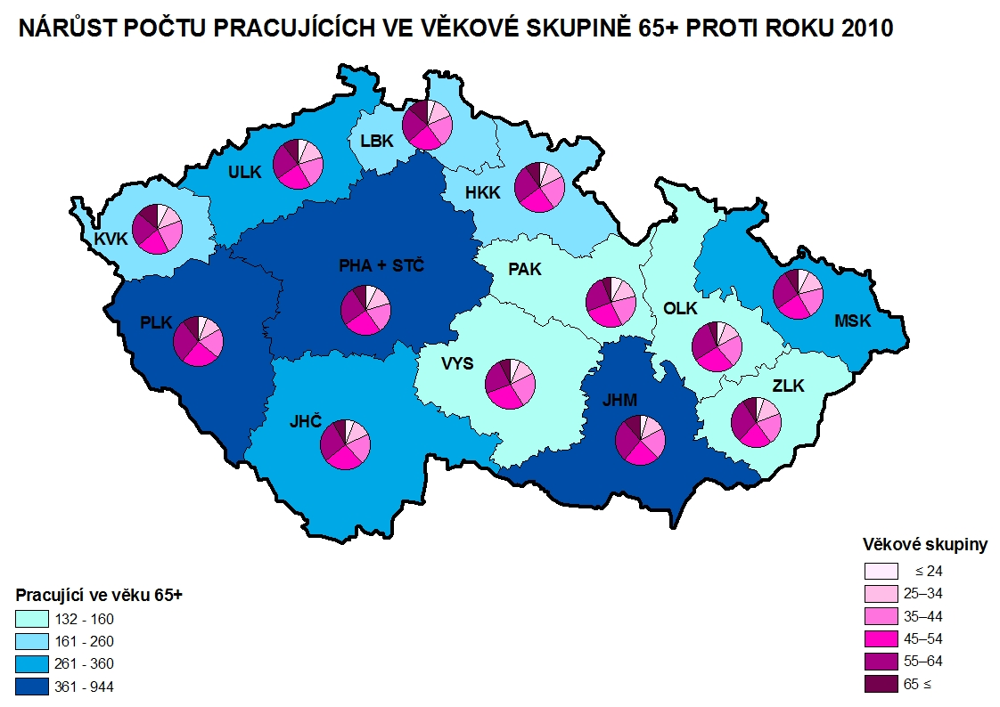 NÁRŮST POČTU PRACUJÍCÍCH VE VĚKOVÉ SKUPINĚ 65+ PROTI ROKU 2010
LBK
ULK
HKK
KVK
PHA + STČ
PAK
OLK
PLK
MSK
VYS
ZLK
JHM
JHČ
Věkové skupiny
≤ 24
25–34
35–44
45–54
55–64
65 ≤
Pracující ve věku 65+
132 - 160
161 - 260
261 - 360
361 - 944